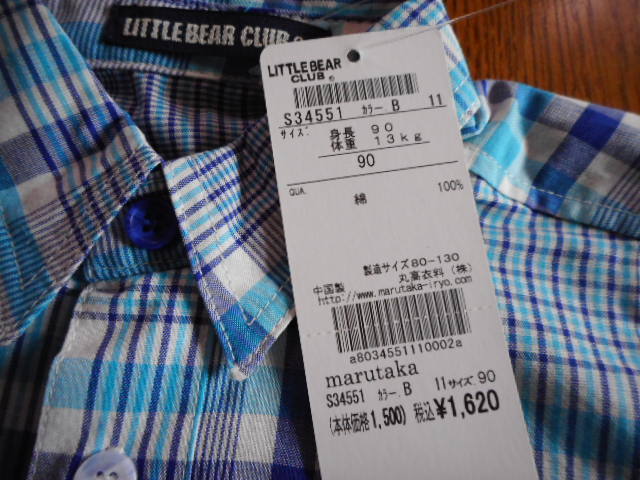 LITTLE BEAR CLUB
LITTLE BEAR
CLUB®
S34551 カラー B 11
サイズ: 身長 90
体重 13kg
90
QUA. 綿 100%
製造サイズ80-130
中国製 丸高衣料(株)
http://www.marutaka-iryo.com/
a8034551110002a
marutaka
S34551 カラー. B 11 サイズ. 90
(本体価格1,500) 税込¥1,620